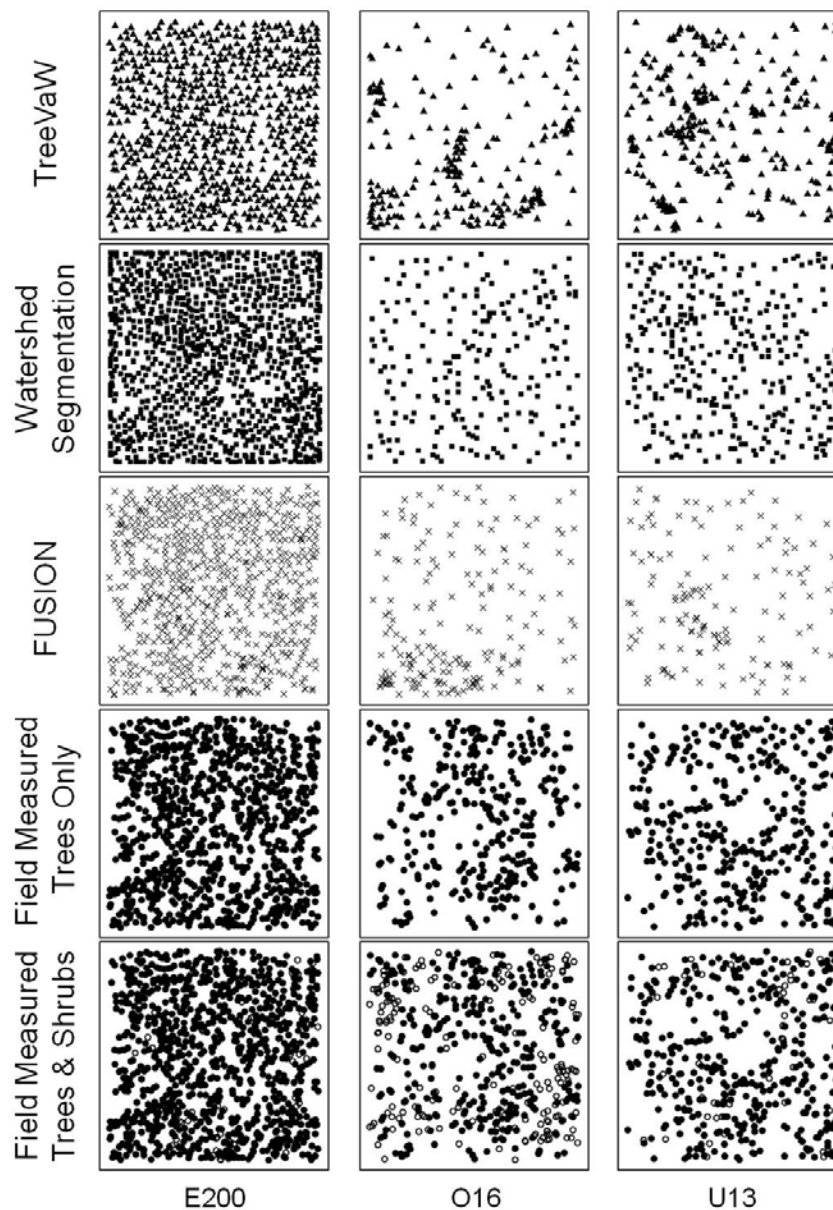 TreeVaW
Watershed
Segmentation
FUSION
Field Measured
Trees Only
Field Measured
Trees & Shrubs
E200
O16
U13